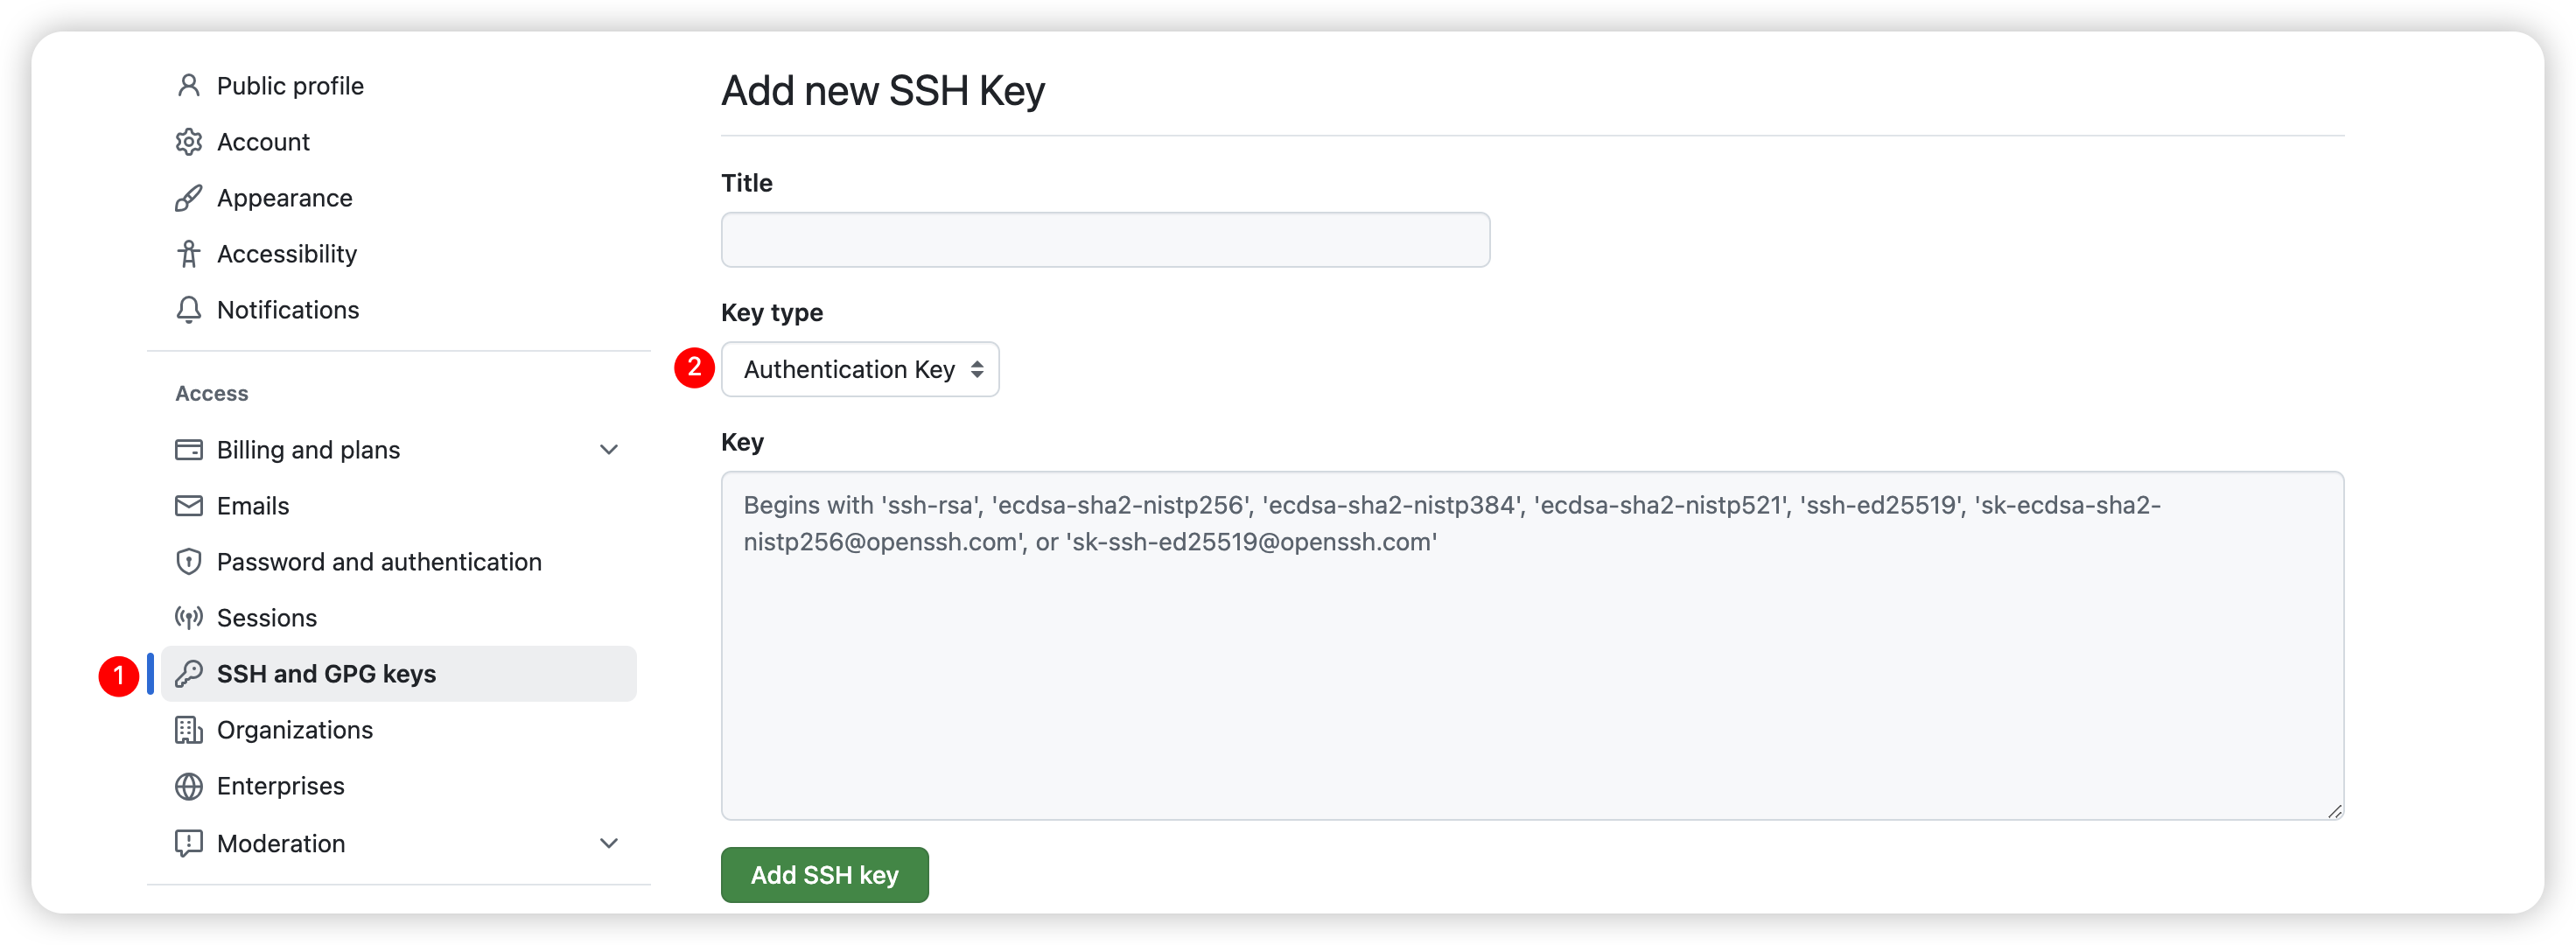 Public profile
Account
Appearance
Accessibility
Notifications
Access
Billing and plans
Emails
Password and authentication
Sessions
1
SSH and GPG keys
Organizations
Enterprises
Moderation
Add new SSH Key
Title
Key type
2
Authentication Key
Key
Begins with 'ssh-rsa', 'ecdsa-sha2-nistp256', 'ecdsa-sha2-nistp384', 'ecdsa-sha2-nistp521', 'ssh-ed25519', 'sk-ecdsa-sha2-
nistp256@openssh.com', or 'sk-ssh-ed25519@openssh.com'
Add SSH key